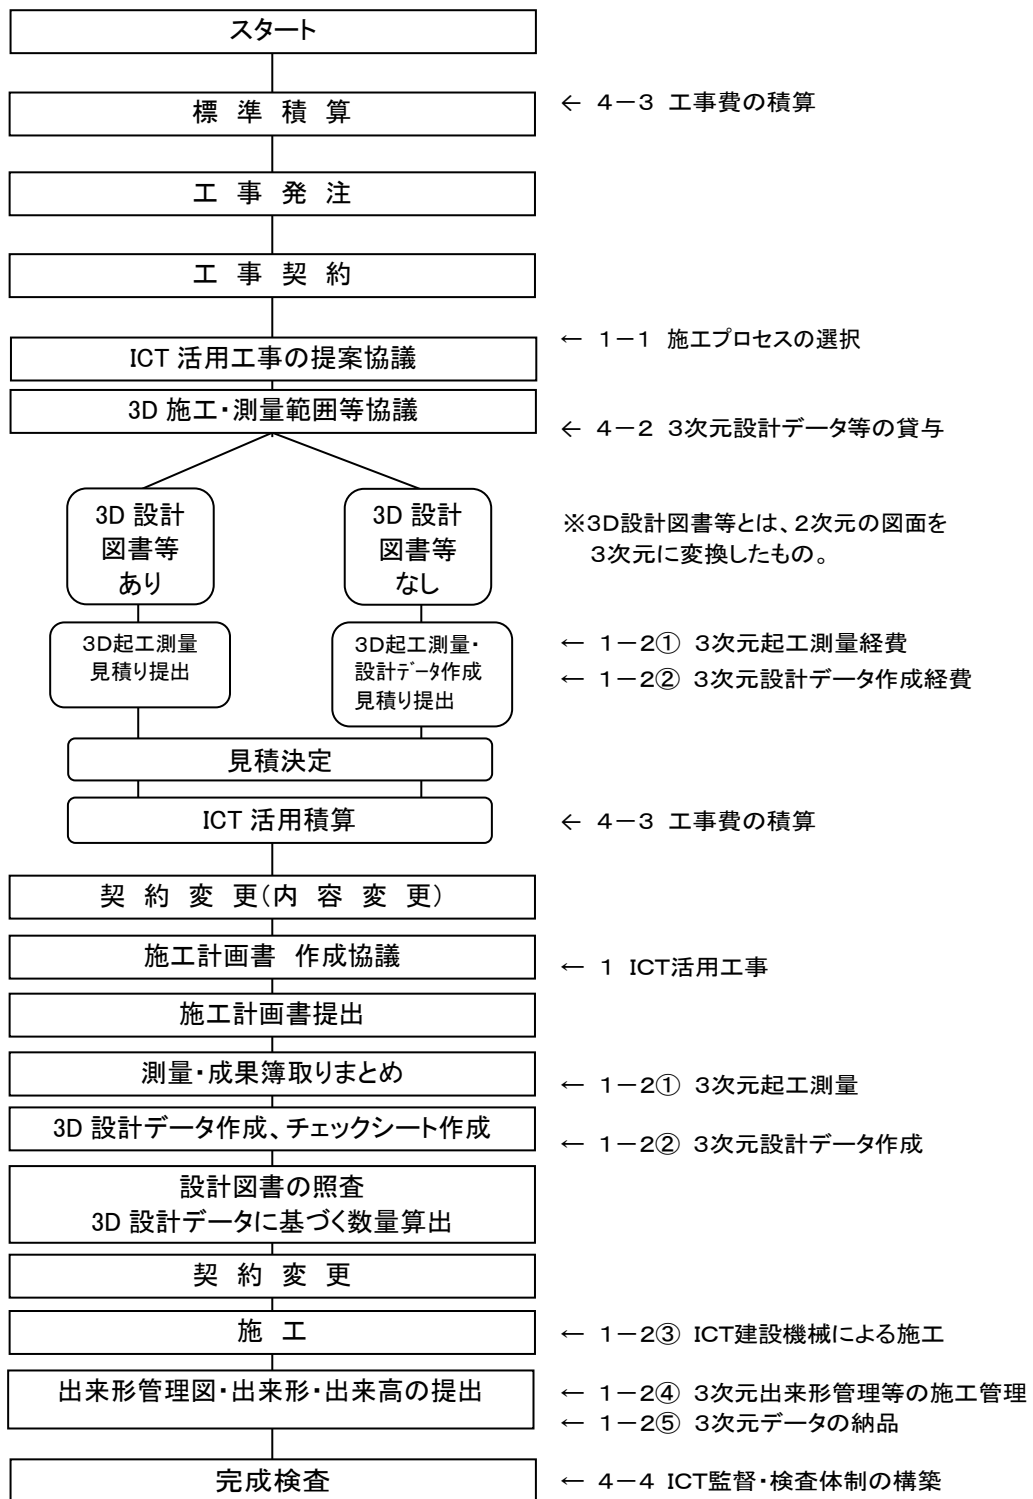 スタート
標 準 積 算
← 4-3 工事費の積算
工 事 発 注
工 事 契 約
ICT 活用工事の提案協議
← 1-1 施工プロセスの選択
3D 施工・測量範囲等協議
← 4-2 3次元設計データ等の貸与
3D 設計
図書等
あり
3D 設計
図書等
なし
※3D設計図書等とは、2次元の図面を
3次元に変換したもの。
3D起工測量
見積り提出
3D起工測量・
設計ﾃﾞｰﾀ作成
見積り提出
← 1-2① 3次元起工測量経費
← 1-2② 3次元設計データ作成経費
見積決定
ICT 活用積算
← 4-3 工事費の積算
契 約 変 更(内 容 変 更)
施工計画書 作成協議
← 1 ICT活用工事
施工計画書提出
測量・成果簿取りまとめ
← 1-2① 3次元起工測量
3D 設計データ作成、チェックシート作成
← 1-2② 3次元設計データ作成
設計図書の照査
3D 設計データに基づく数量算出
契 約 変 更
施 工
← 1-2③ ICT建設機械による施工
出来形管理図・出来形・出来高の提出
← 1-2④ 3次元出来形管理等の施工管理
← 1-2⑤ 3次元データの納品
完成検査
← 4-4 ICT監督・検査体制の構築